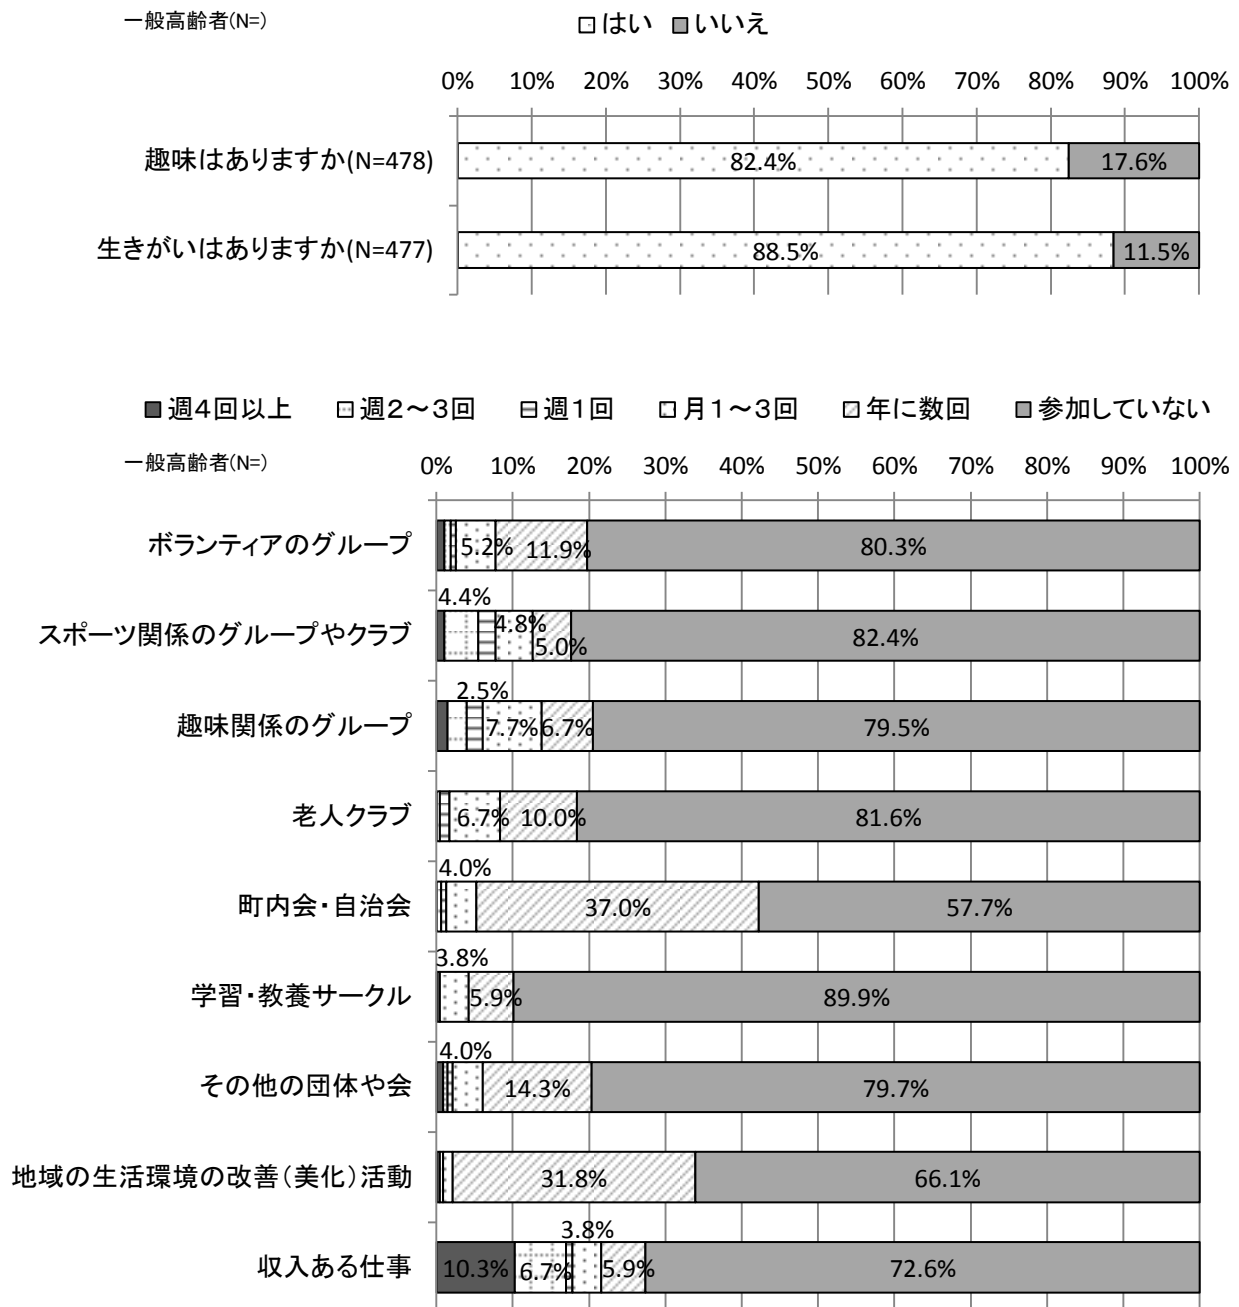 一般高齢者(N=)
はい いいえ
0% 10% 20% 30% 40% 50% 60% 70% 80% 90% 100%
趣味はありますか(N=478) 82.4% 17.6%
生きがいはありますか(N=477) 88.5% 11.5%
週4回以上 週2～3回 週1回 月1～3回 年に数回 参加していない
一般高齢者(N=) 0% 10% 20% 30% 40% 50% 60% 70% 80% 90% 100%
ボランティアのグループ 5.2% 11.9% 80.3%
4.4%
スポーツ関係のグループやクラブ 4.8% 5.0% 82.4%
2.5%
趣味関係のグループ 7.7% 6.7% 79.5%
老人クラブ 6.7% 10.0% 81.6%
4.0%
町内会・自治会 37.0% 57.7%
3.8%
学習・教養サークル 5.9% 89.9%
4.0%
その他の団体や会 14.3% 79.7%
地域の生活環境の改善（美化）活動 31.8% 66.1%
3.8%
収入ある仕事 10.3% 6.7% 5.9% 72.6%